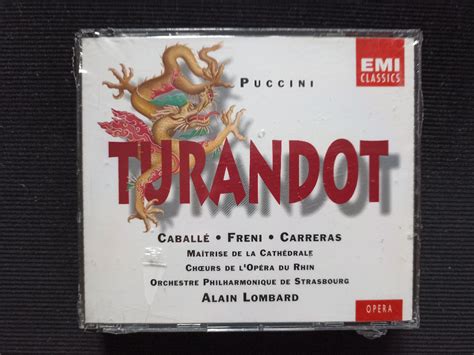 EMI
CLASSICS
PUCCINI
TURANDOT
CABALLÉ • FRENI • CARRERAS
MAÎTRISE DE LA CATHÉDRALE
CHŒURS DE L'OPÉRA DU RHIN
ORCHESTRE PHILHARMONIQUE DE STRASBOURG
ALAIN LOMBARD
OPERA